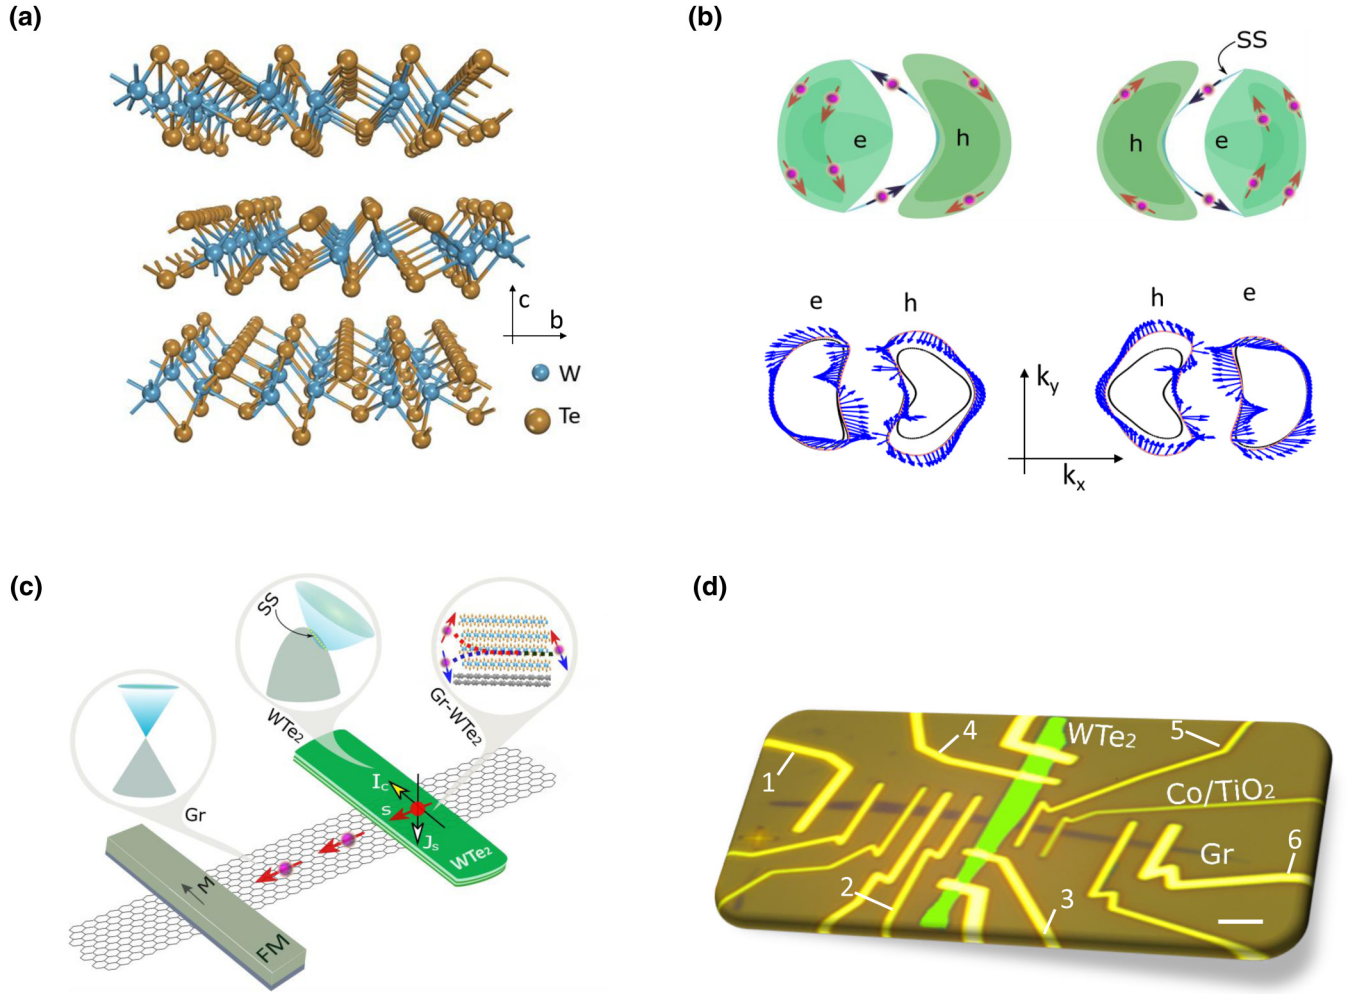 (a)
c
b
W
Te
(b)
SS
e
h
h
e
e
h
h
e
k_y
k_x
(c)
SS
WTe₂
Gr-WTe₂
Gr
I_c
s
J_s
WTe₂
M
FM
(d)
4
WTe₂
5
1
Co/TiO₂
Gr
6
2
3